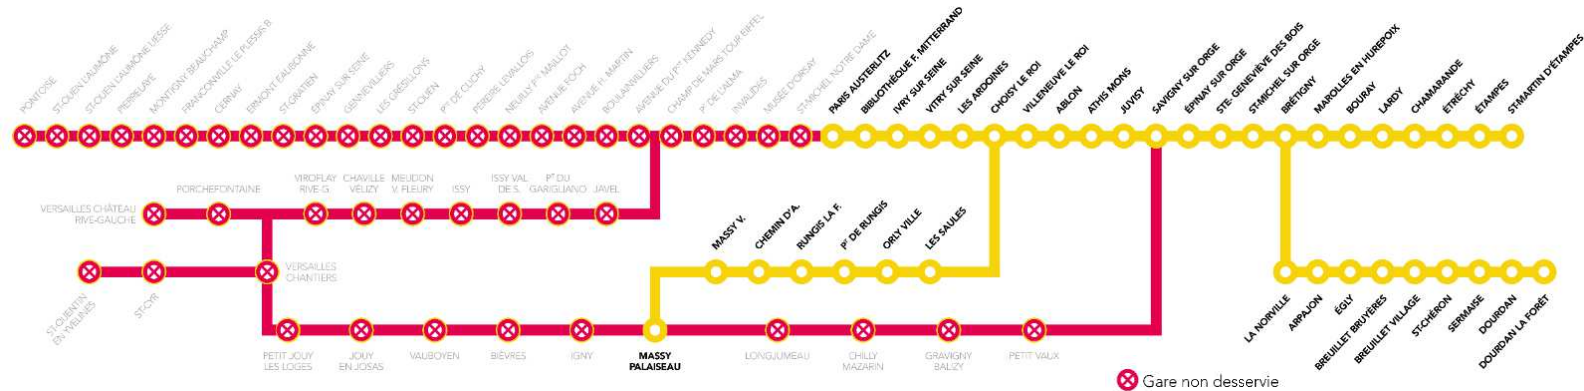 PONTOISE
ST-OUEN L'AUMÔNE
ST-OUEN L'AUMÔNE LIESSE
PIERRELAYE
MONTIGNY BEAUCHAMP
FRANCONVILLE LE PLESSIS B.
CERNAY
ERMONT EAUBONNE
ST-GRATIEN
ÉPINAY SUR SEINE
GENNEVILLIERS
LES GRÉSILLONS
ST-OUEN
Pᵗᵉ DE CLICHY
PEREIRE LEVALLOIS
NEUILLY Pᵗᵉ MAILLOT
AVENUE FOCH
AVENUE H. MARTIN
BOULAINVILLIERS
AVENUE DU Pᵈᵗ KENNEDY
CHAMP DE MARS TOUR EIFFEL
Pᵗ DE L'ALMA
INVALIDES
MUSÉE D'ORSAY
ST-MICHEL NOTRE DAME
PARIS AUSTERLITZ
BIBLIOTHÈQUE F. MITTERRAND
IVRY SUR SEINE
VITRY SUR SEINE
LES ARDOINES
CHOISY LE ROI
VILLENEUVE LE ROI
ABLON
ATHIS MONS
JUVISY
SAVIGNY SUR ORGE
ÉPINAY SUR ORGE
STE- GENEVIÈVE DES BOIS
ST-MICHEL SUR ORGE
BRÉTIGNY
MAROLLES EN HUREPOIX
BOURAY
LARDY
CHAMARANDE
ÉTRÉCHY
ÉTAMPES
ST-MARTIN D'ÉTAMPES
VERSAILLES CHÂTEAU
RIVE-GAUCHE
PORCHEFONTAINE
VIROFLAY
RIVE-G.
CHAVILLE
VÉLIZY
MEUDON
V. FLEURY
ISSY
ISSY VAL
DE S.
Pᵗ DU
GARIGLIANO
JAVEL
MASSY V.
CHEMIN D'A.
RUNGIS LA F.
Pᵗ DE RUNGIS
ORLY VILLE
LES SAULES
ST-QUENTIN
EN YVELINES
ST-CYR
VERSAILLES
CHANTIERS
LA NORVILLE
ARPAJON
ÉGLY
BREUILLET BRUYÈRES
BREUILLET VILLAGE
ST-CHÉRON
SERMAISE
DOURDAN
DOURDAN LA FORÊT
PETIT JOUY
LES LOGES
JOUY
EN JOSAS
VAUBOYEN
BIÈVRES
IGNY
MASSY
PALAISEAU
LONGJUMEAU
CHILLY
MAZARIN
GRAVIGNY
BALIZY
PETIT VAUX
Gare non desservie